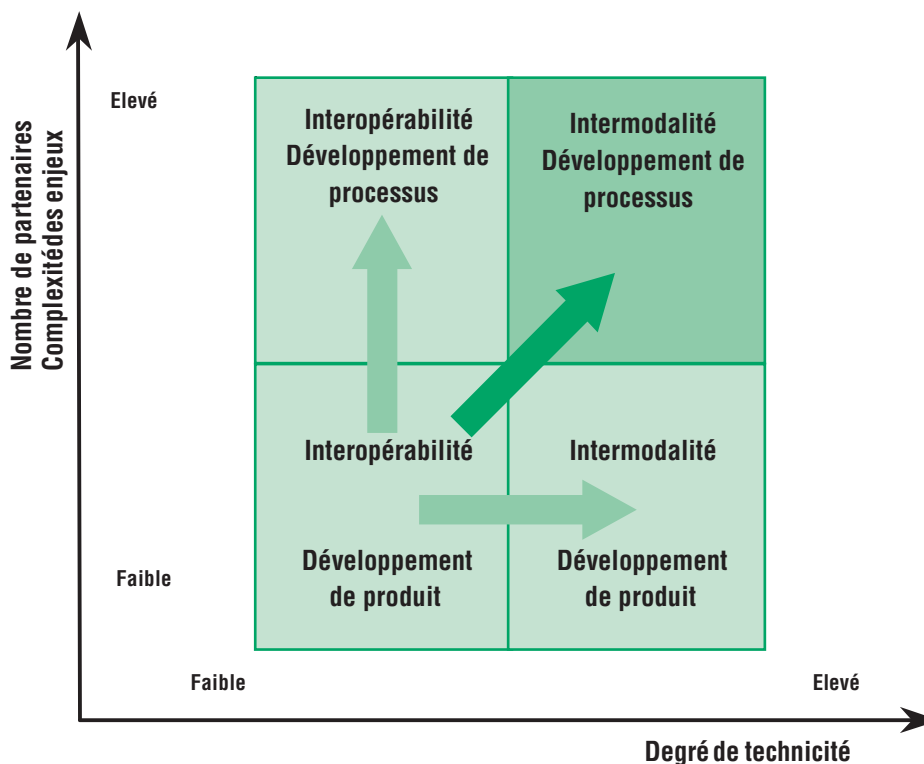 Nombre de partenaires
Complexitédes enjeux
Elevé
Interopérabilité
Développement de
processus
Intermodalité
Développement de
processus
Interopérabilité
Intermodalité
Développement
de produit
Développement
de produit
Faible
Faible
Elevé
Degré de technicité